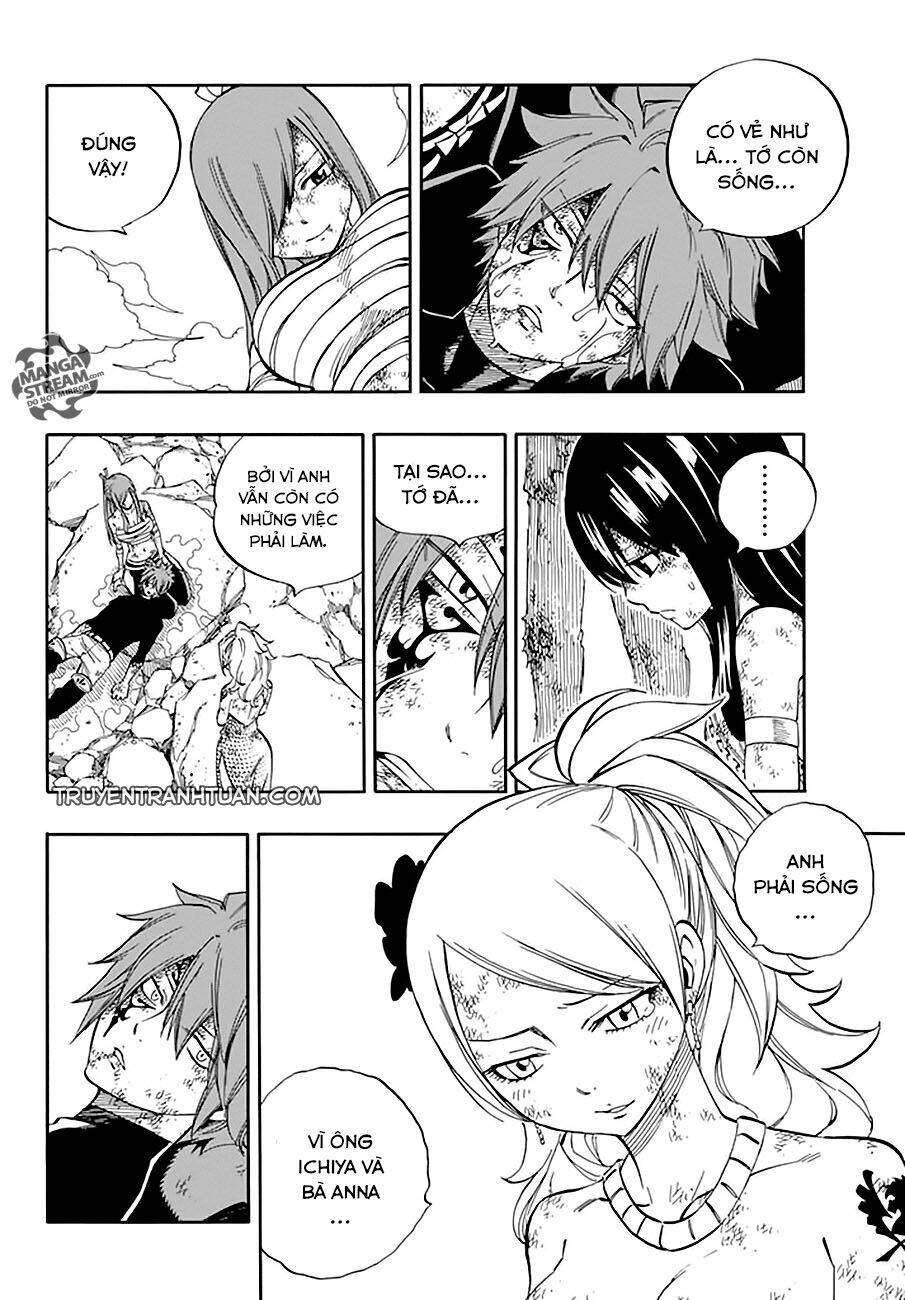 ĐÚNG
VẬY!
CÓ VẺ NHƯ
LÀ... TỚ CÒN
SỐNG...
MANGA
STREAM.com
DO NOT MIRROR
BỞI VÌ ANH
VẪN CÒN CÓ
NHỮNG VIỆC
PHẢI LÀM.
TẠI SAO...
TỚ ĐÃ...
......
TRUYENTRANHTUAN.COM
ANH
PHẢI SỐNG
...
VÌ ÔNG
ICHIYA VÀ
BÀ ANNA
...